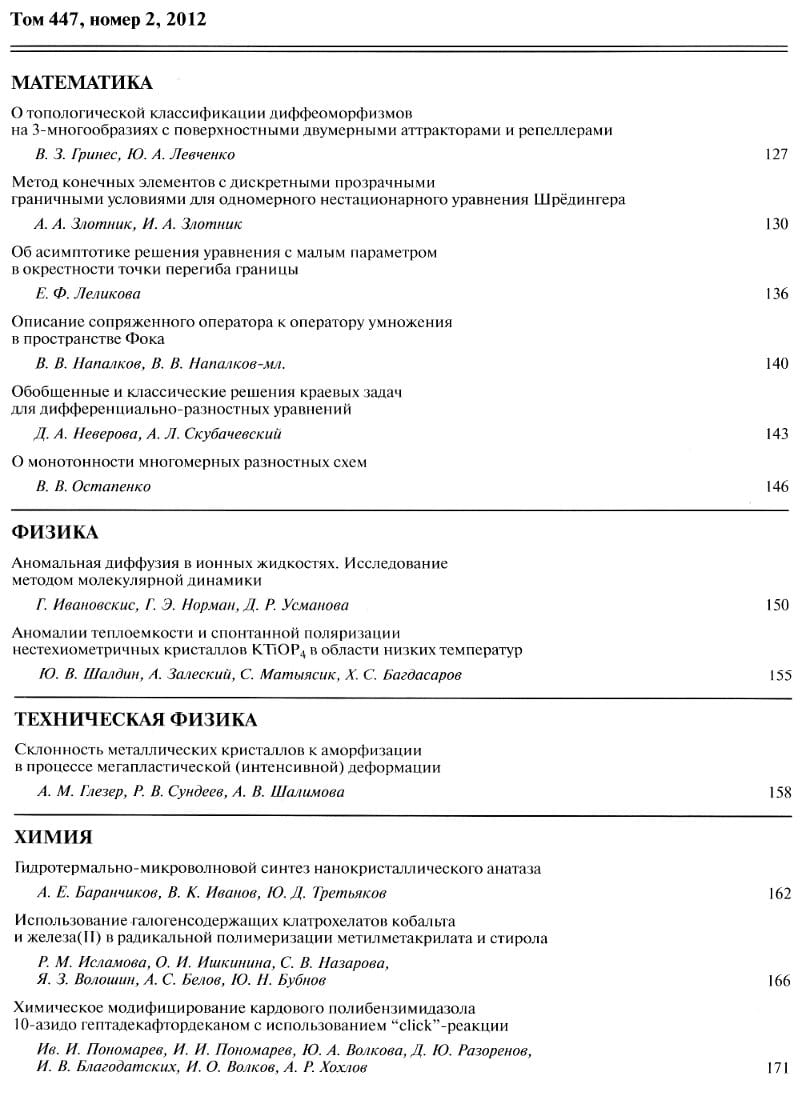 Том 447, номер 2, 2012
МАТЕМАТИКА
О топологической классификации диффеоморфизмов
на 3-многообразиях с поверхностными двумерными аттракторами и репеллерами
В. З. Гринес, Ю. А. Левченко 127
Метод конечных элементов с дискретными прозрачными
граничными условиями для одномерного нестационарного уравнения Шрёдингера
А. А. Злотник, И. А. Злотник 130
Об асимптотике решения уравнения с малым параметром
в окрестности точки перегиба границы
Е. Ф. Леликова 136
Описание сопряженного оператора к оператору умножения
в пространстве Фока
В. В. Напалков, В. В. Напалков-мл. 140
Обобщенные и классические решения краевых задач
для дифференциально-разностных уравнений
Д. А. Неверова, А. Л. Скубачевский 143
О монотонности многомерных разностных схем
В. В. Остапенко 146
ФИЗИКА
Аномальная диффузия в ионных жидкостях. Исследование
методом молекулярной динамики
Г. Ивановскис, Г. Э. Норман, Д. Р. Усманова 150
Аномалии теплоемкости и спонтанной поляризации
нестехиометричных кристаллов KTiOP₄ в области низких температур
Ю. В. Шалдин, А. Залеский, С. Матыясик, Х. С. Багдасаров 155
ТЕХНИЧЕСКАЯ ФИЗИКА
Склонность металлических кристаллов к аморфизации
в процессе мегапластической (интенсивной) деформации
А. М. Глезер, Р. В. Сундеев, А. В. Шалимова 158
ХИМИЯ
Гидротермально-микроволновой синтез нанокристаллического анатаза
А. Е. Баранчиков, В. К. Иванов, Ю. Д. Третьяков 162
Использование галогенсодержащих клатрохелатов кобальта
и железа(II) в радикальной полимеризации метилметакрилата и стирола
Р. М. Исламова, О. И. Ишкинина, С. В. Назарова,
Я. З. Волошин, А. С. Белов, Ю. Н. Бубнов 166
Химическое модифицирование кардового полибензимидазола
10-азидо гептадекафтордеканом с использованием “click”-реакции
Ив. И. Пономарев, И. И. Пономарев, Ю. А. Волкова, Д. Ю. Разоренов,
И. В. Благодатских, И. О. Волков, А. Р. Хохлов 171